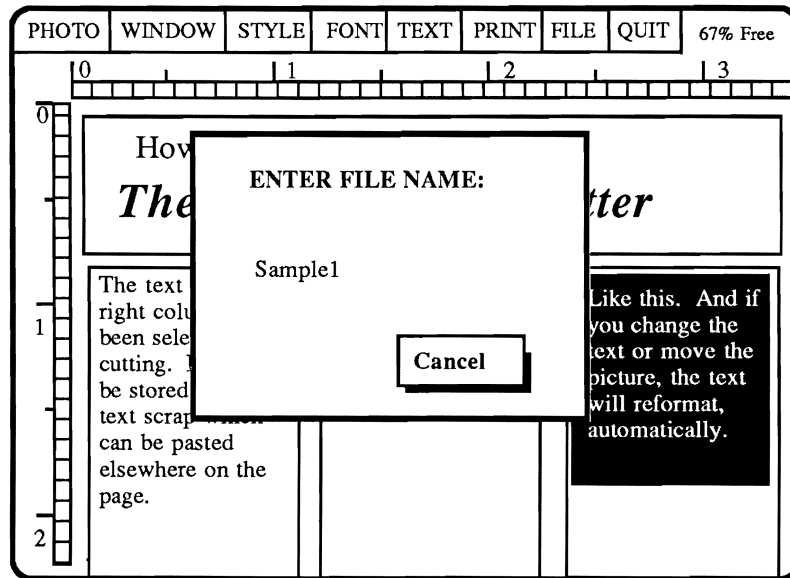 PHOTO WINDOW STYLE FONT TEXT PRINT FILE QUIT 67% Free
0 1 2 3
0
1
2
How
The tter
ENTER FILE NAME:
Sample1
Cancel
The text
right colu
been sele
cutting.
be stored
text scrap which
can be pasted
elsewhere on the
page.
Like this. And if
you change the
text or move the
picture, the text
will reformat,
automatically.